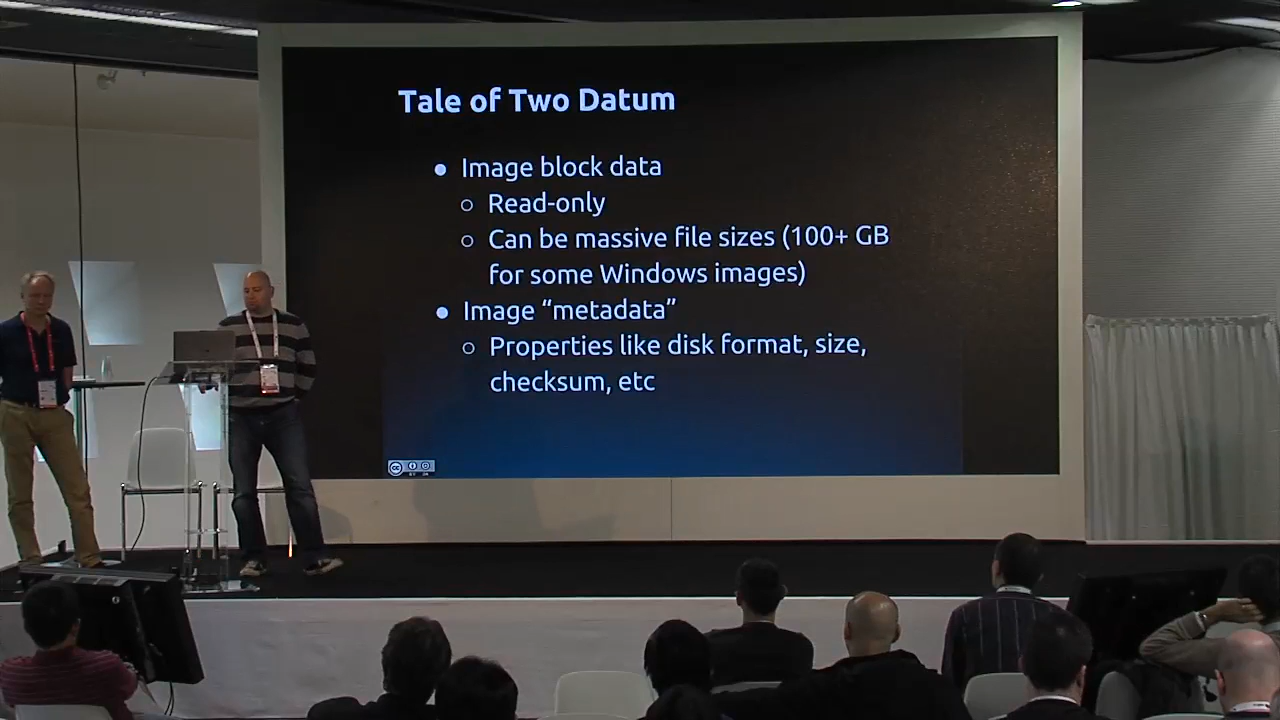 Tale of Two Datum
● Image block data
○ Read-only
○ Can be massive file sizes (100+ GB
for some Windows images)
● Image “metadata”
○ Properties like disk format, size,
checksum, etc